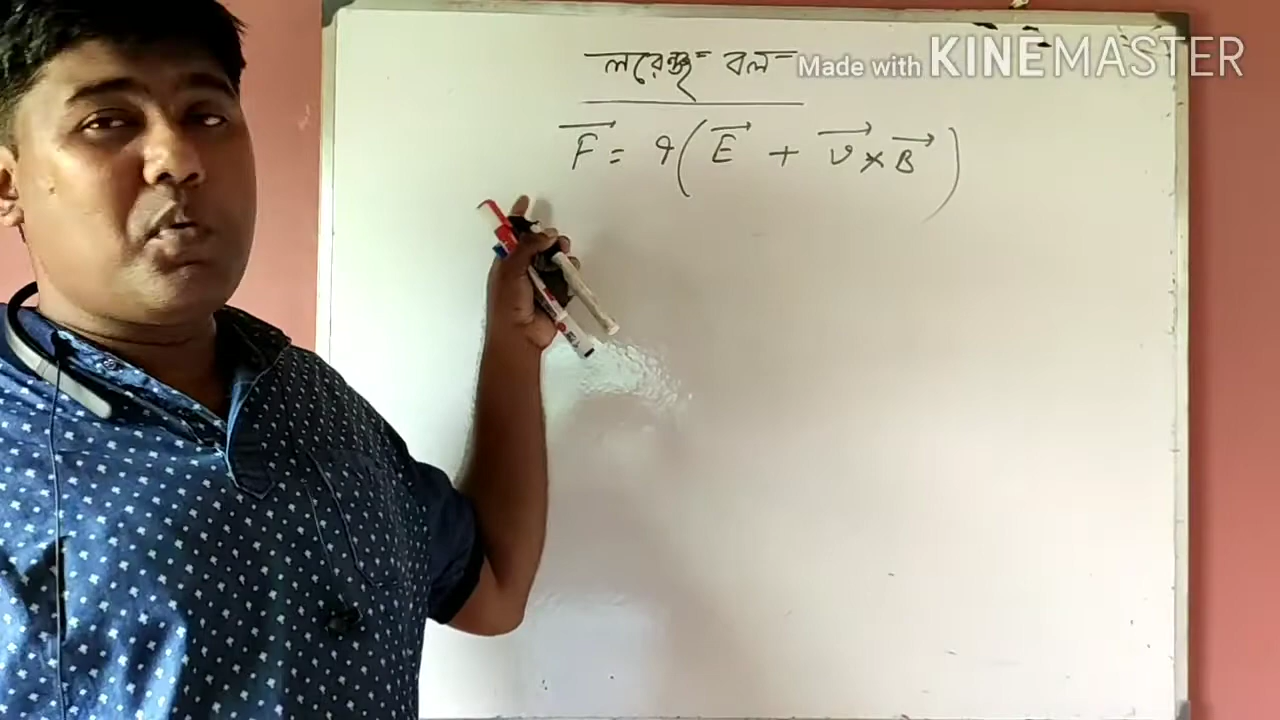 লরেঞ্জ বল
Made with KINEMASTER
F⃗ = q(E⃗ + v⃗ × B⃗)